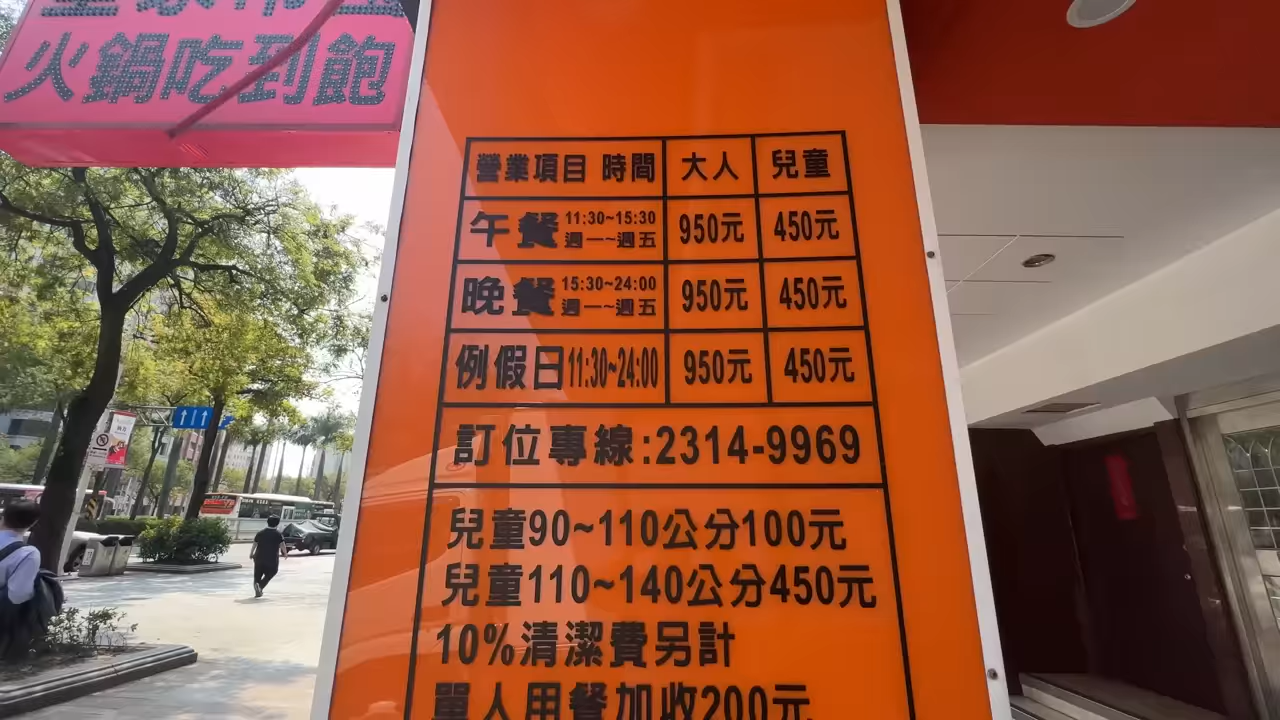 火鍋吃到飽
營業項目 時間 大人 兒童
午餐 11:30~15:30 週一~週五 950元 450元
晚餐 15:30~24:00 週一~週五 950元 450元
例假日 11:30~24:00 950元 450元
訂位專線:2314-9969
兒童90~110公分100元
兒童110~140公分450元
10%清潔費另計
單人用餐加收200元